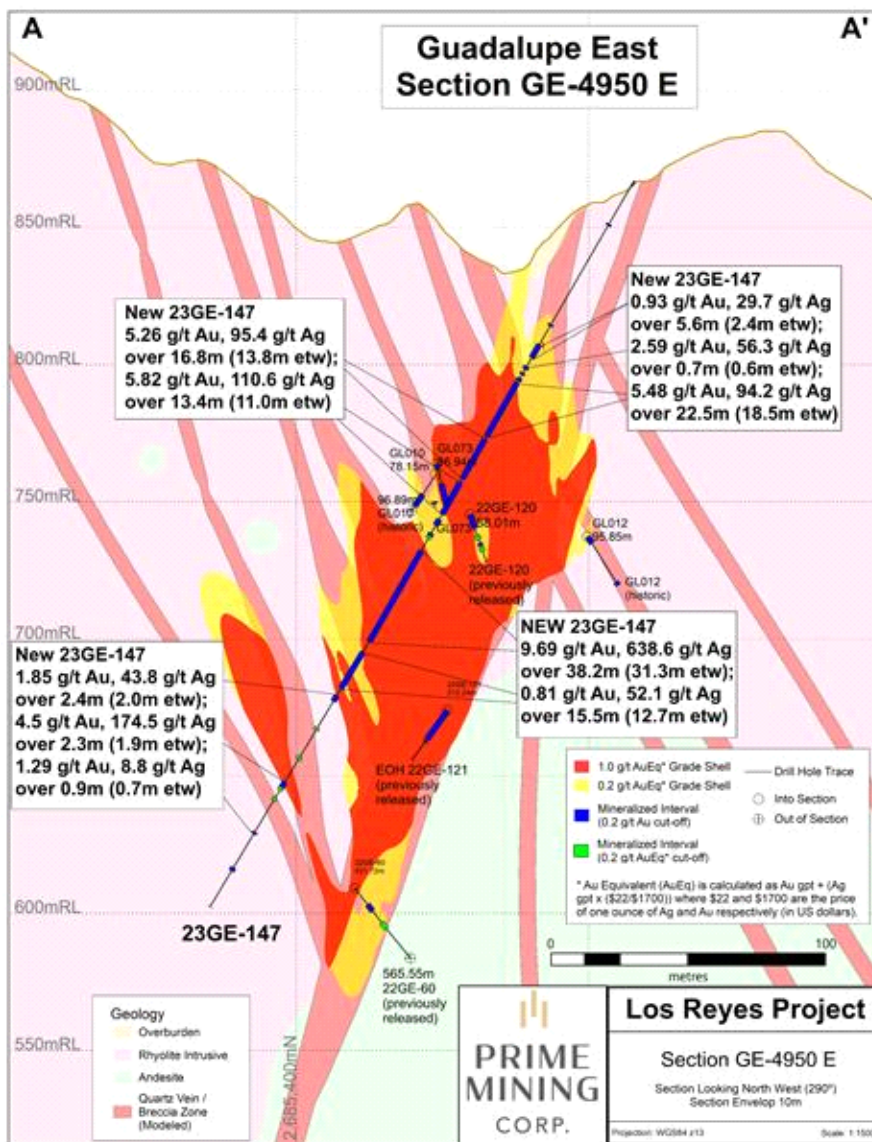 A
A'
Guadalupe East
Section GE-4950 E
900mRL
850mRL
800mRL
750mRL
700mRL
600mRL
550mRL
New 23GE-147
0.93 g/t Au, 29.7 g/t Ag
over 5.6m (2.4m etw);
2.59 g/t Au, 56.3 g/t Ag
over 0.7m (0.6m etw);
5.48 g/t Au, 94.2 g/t Ag
over 22.5m (18.5m etw)
New 23GE-147
5.26 g/t Au, 95.4 g/t Ag
over 16.8m (13.8m etw);
5.82 g/t Au, 110.6 g/t Ag
over 13.4m (11.0m etw)
GL010
78.15m
GL073
96.89m
GL010
(historic)
GL073
22GE-120
68.01m
22GE-120
(previously
released)
GL012
95.85m
GL012
(historic)
NEW 23GE-147
9.69 g/t Au, 638.6 g/t Ag
over 38.2m (31.3m etw);
0.81 g/t Au, 52.1 g/t Ag
over 15.5m (12.7m etw)
New 23GE-147
1.85 g/t Au, 43.8 g/t Ag
over 2.4m (2.0m etw);
4.5 g/t Au, 174.5 g/t Ag
over 2.3m (1.9m etw);
1.29 g/t Au, 8.8 g/t Ag
over 0.9m (0.7m etw)
EOH 22GE-121
(previously
released)
23GE-147
565.55m
22GE-60
(previously
released)
1.0 g/t AuEq* Grade Shell
0.2 g/t AuEq* Grade Shell
Mineralized Interval
(0.2 g/t Au cut-off)
Mineralized Interval
(0.2 g/t AuEq* cut-off)
Drill Hole Trace
Into Section
Out of Section
* Au Equivalent (AuEq) is calculated as Au gpt + (Ag
gpt x ($22/$1700)) where $22 and $1700 are the price
of one ounce of Ag and Au respectively (in US dollars).
0
100
metres
Geology
Overburden
Rhyolite Intrusive
Andesite
Quartz Vein /
Breccia Zone
(Modeled)
2,685,400mN
PRIME
MINING
CORP.
Los Reyes Project
Section GE-4950 E
Section Looking North West (290°)
Section Envelop 10m
Projection: WGS84 z13
Scale: 1:1500